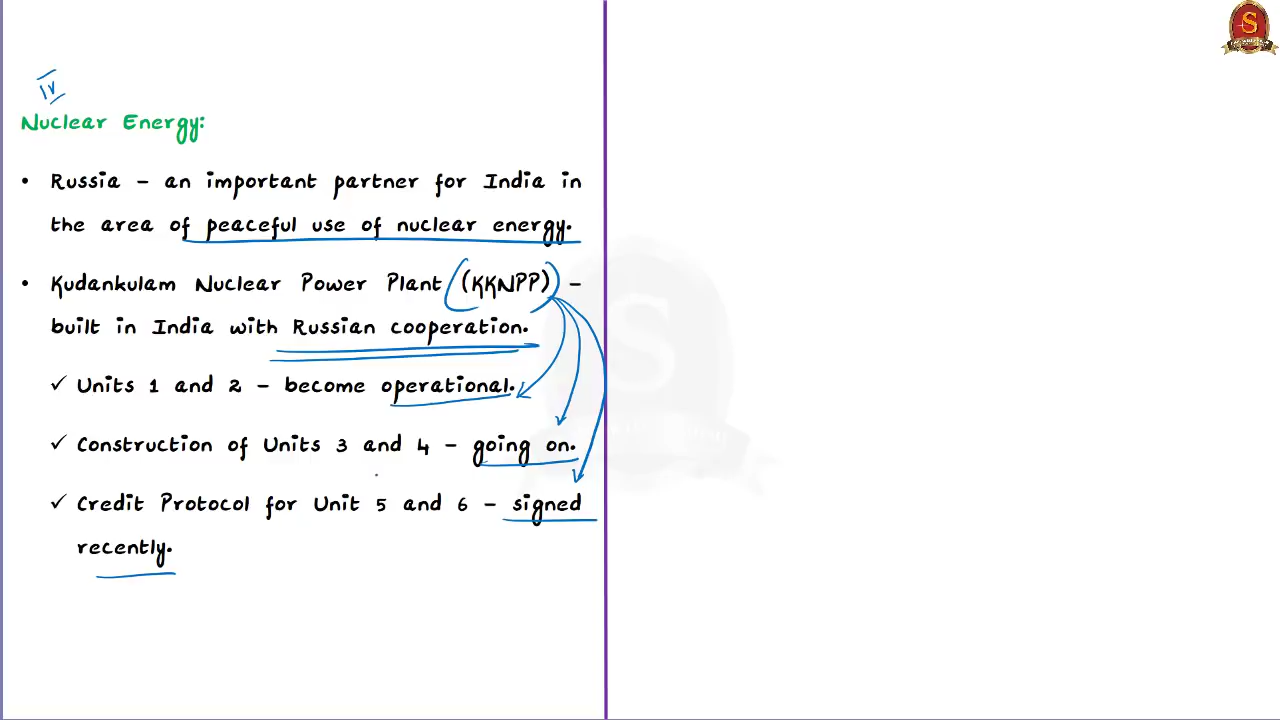 IV
Nuclear Energy:
• Russia – an important partner for India in
the area of peaceful use of nuclear energy.
• Kudankulam Nuclear Power Plant (KKNPP) –
built in India with Russian cooperation.
✓ Units 1 and 2 – become operational.
✓ Construction of Units 3 and 4 – going on.
✓ Credit Protocol for Unit 5 and 6 – signed
recently.
S
S